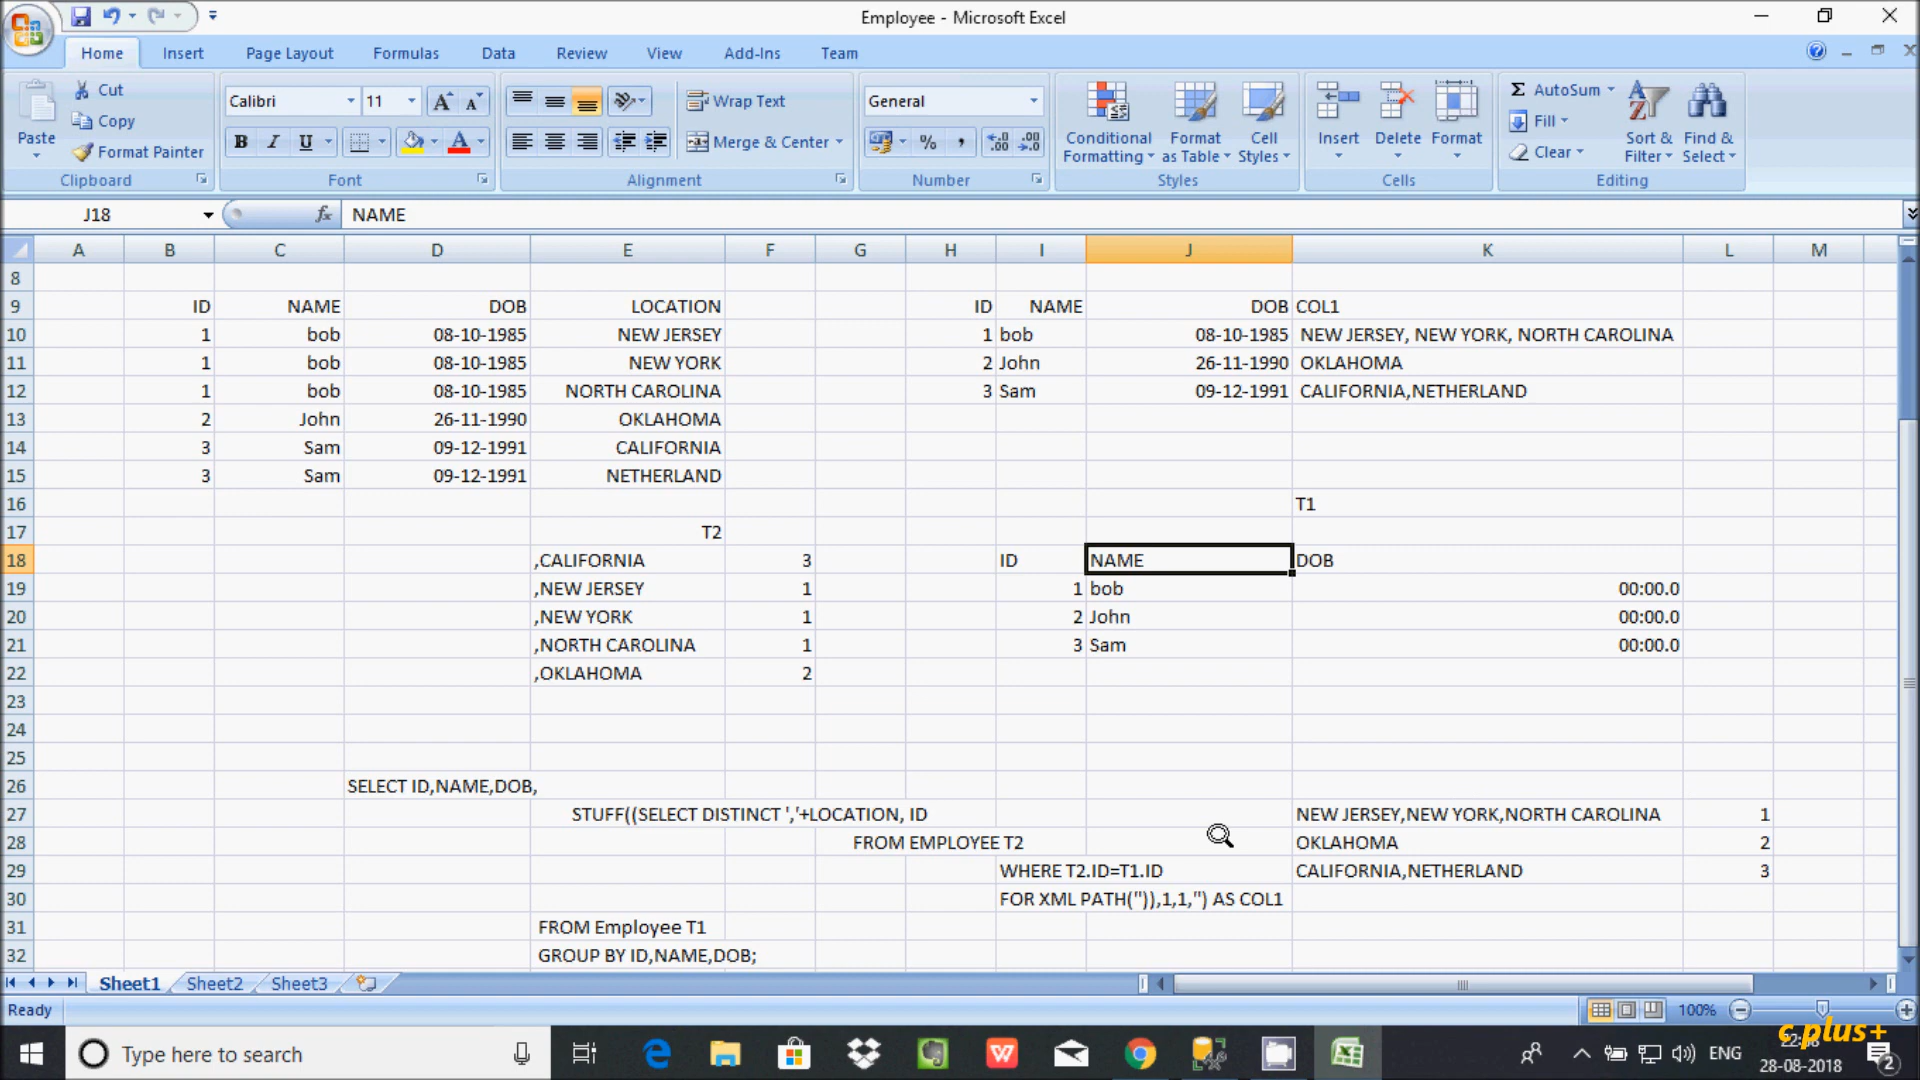 Employee - Microsoft Excel
Home Insert Page Layout Formulas Data Review View Add-Ins Team
Paste
Cut
Copy
Format Painter
Clipboard
Calibri 11
B I U
Font
Wrap Text
Merge & Center
Alignment
General
% ,
Number
Conditional Formatting
Format as Table
Cell Styles
Styles
Insert Delete Format
Cells
Σ AutoSum
Fill
Clear
Sort & Filter
Find & Select
Editing
J18 fx NAME
A B C D E F G H I J K L M
8
9 ID NAME DOB LOCATION ID NAME DOB COL1
10 1 bob 08-10-1985 NEW JERSEY 1 bob 08-10-1985 NEW JERSEY, NEW YORK, NORTH CAROLINA
11 1 bob 08-10-1985 NEW YORK 2 John 26-11-1990 OKLAHOMA
12 1 bob 08-10-1985 NORTH CAROLINA 3 Sam 09-12-1991 CALIFORNIA,NETHERLAND
13 2 John 26-11-1990 OKLAHOMA
14 3 Sam 09-12-1991 CALIFORNIA
15 3 Sam 09-12-1991 NETHERLAND
16 T1
17 T2
18 ,CALIFORNIA 3 ID NAME DOB
19 ,NEW JERSEY 1 1 bob 00:00.0
20 ,NEW YORK 1 2 John 00:00.0
21 ,NORTH CAROLINA 1 3 Sam 00:00.0
22 ,OKLAHOMA 2
23
24
25
26 SELECT ID,NAME,DOB,
27 STUFF((SELECT DISTINCT ','+LOCATION, ID NEW JERSEY,NEW YORK,NORTH CAROLINA 1
28 FROM EMPLOYEE T2 OKLAHOMA 2
29 WHERE T2.ID=T1.ID CALIFORNIA,NETHERLAND 3
30 FOR XML PATH('')),1,1,'') AS COL1
31 FROM Employee T1
32 GROUP BY ID,NAME,DOB;
Sheet1 Sheet2 Sheet3
Ready 100%
c plus+
Type here to search
ENG
28-08-2018
2